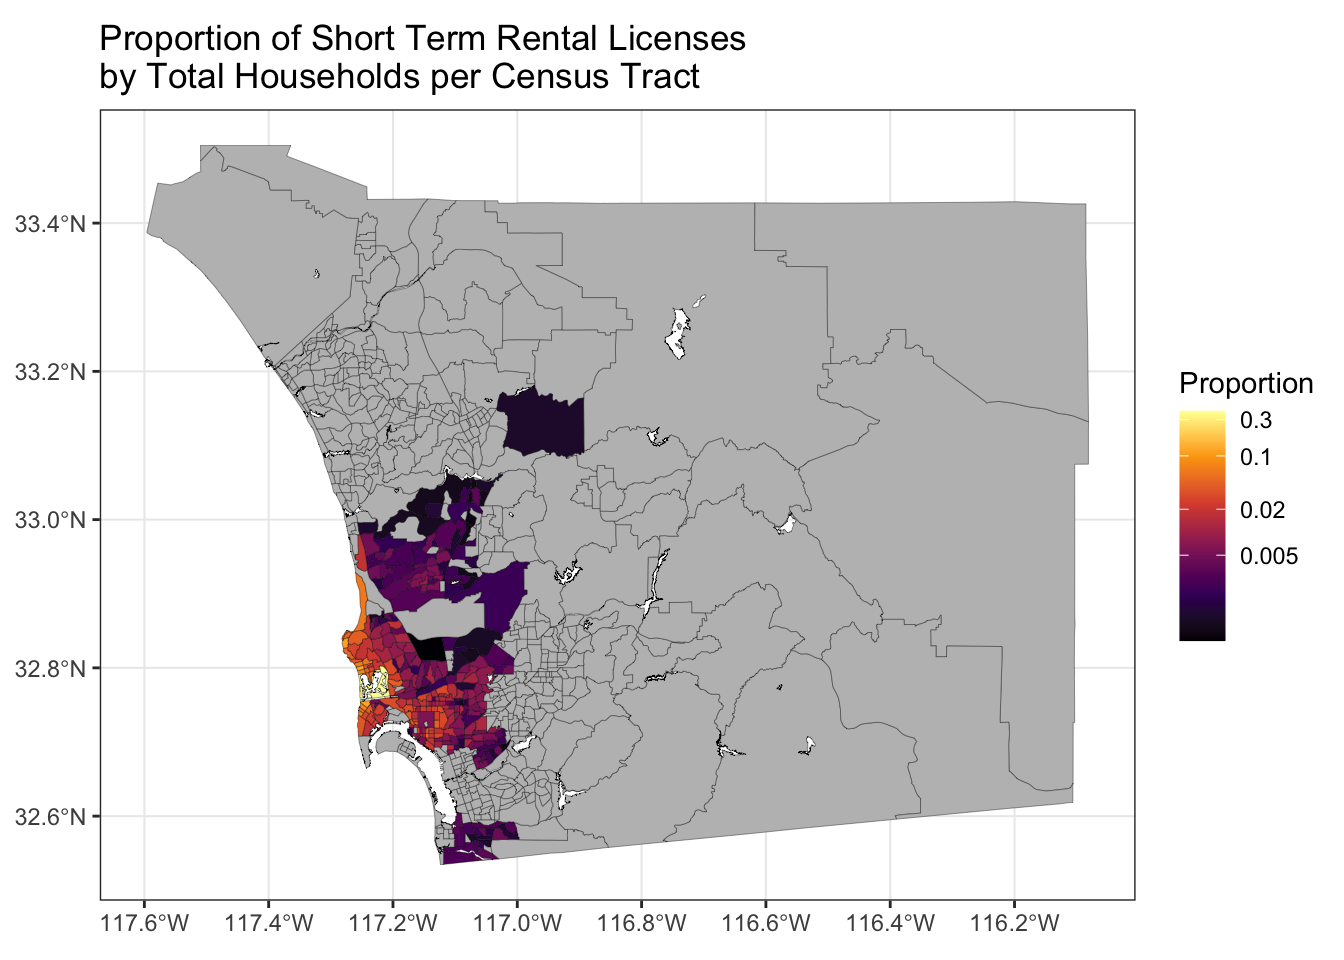 Proportion of Short Term Rental Licenses
by Total Households per Census Tract
33.4°N
33.2°N
33.0°N
32.8°N
32.6°N
117.6°W
117.4°W
117.2°W
117.0°W
116.8°W
116.6°W
116.4°W
116.2°W
Proportion
0.3
0.1
0.02
0.005